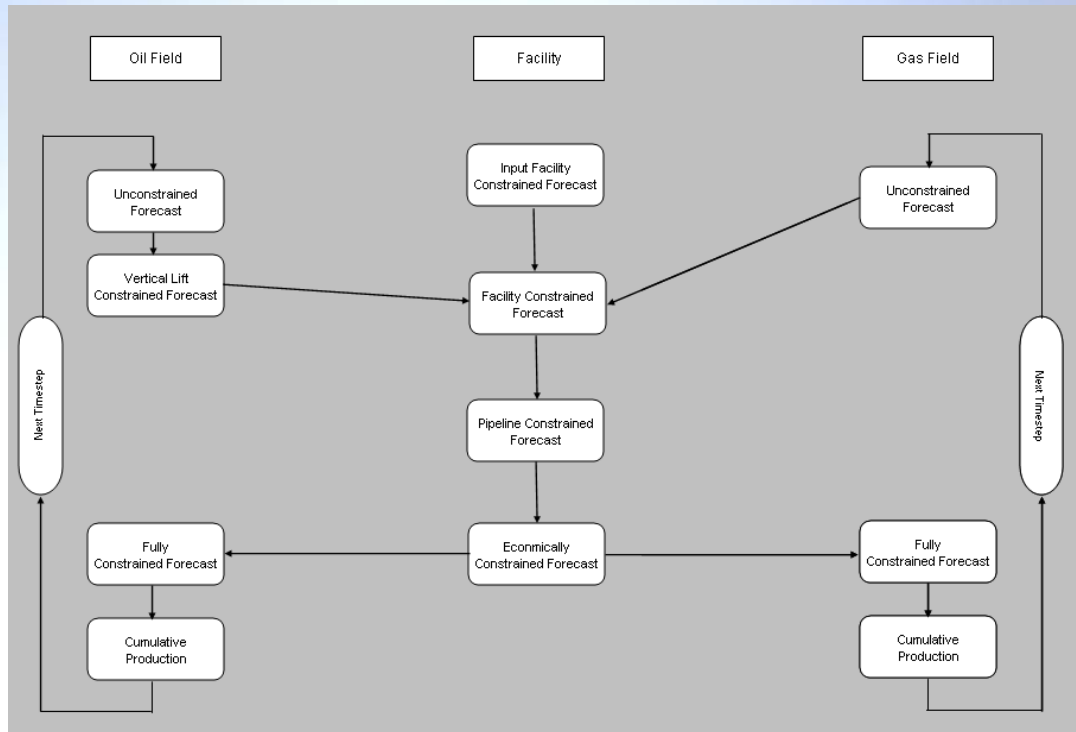 Oil Field
Facility
Gas Field
Input Facility
Constrained Forecast
Unconstrained
Forecast
Unconstrained
Forecast
Vertical Lift
Constrained Forecast
Facility Constrained
Forecast
Next Timestep
Next Timestep
Pipeline Constrained
Forecast
Fully
Constrained Forecast
Econmically
Constrained Forecast
Fully
Constrained Forecast
Cumulative
Production
Cumulative
Production